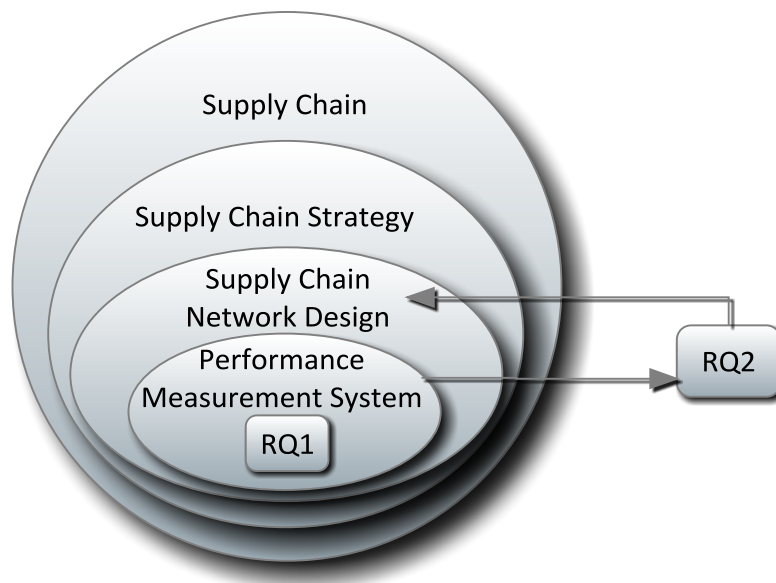 Supply Chain
Supply Chain Strategy
Supply Chain
Network Design
Performance
Measurement System
RQ1
RQ2